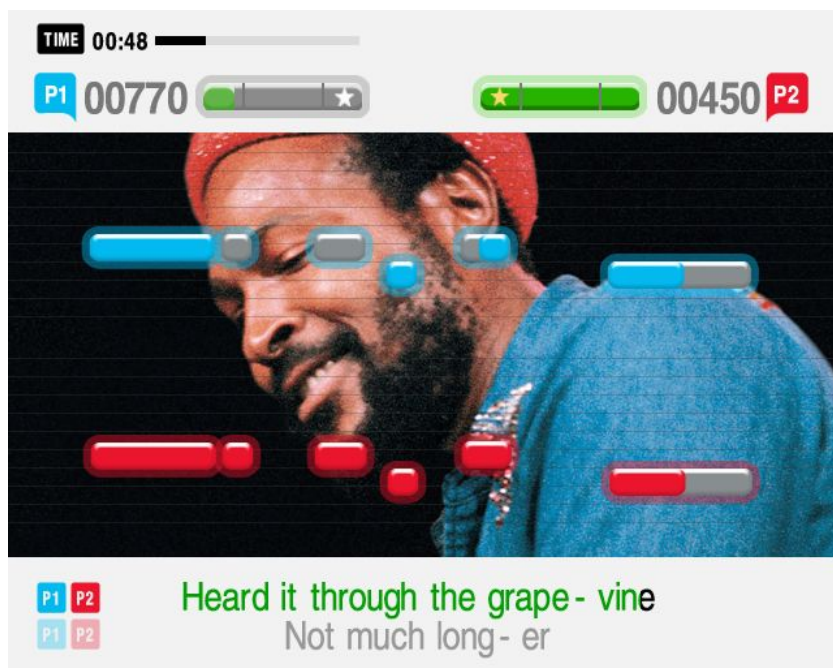 TIME 00:48
P1 00770 00450 P2
P1 P2 Heard it through the grape- vine
P1 P2 Not much long- er